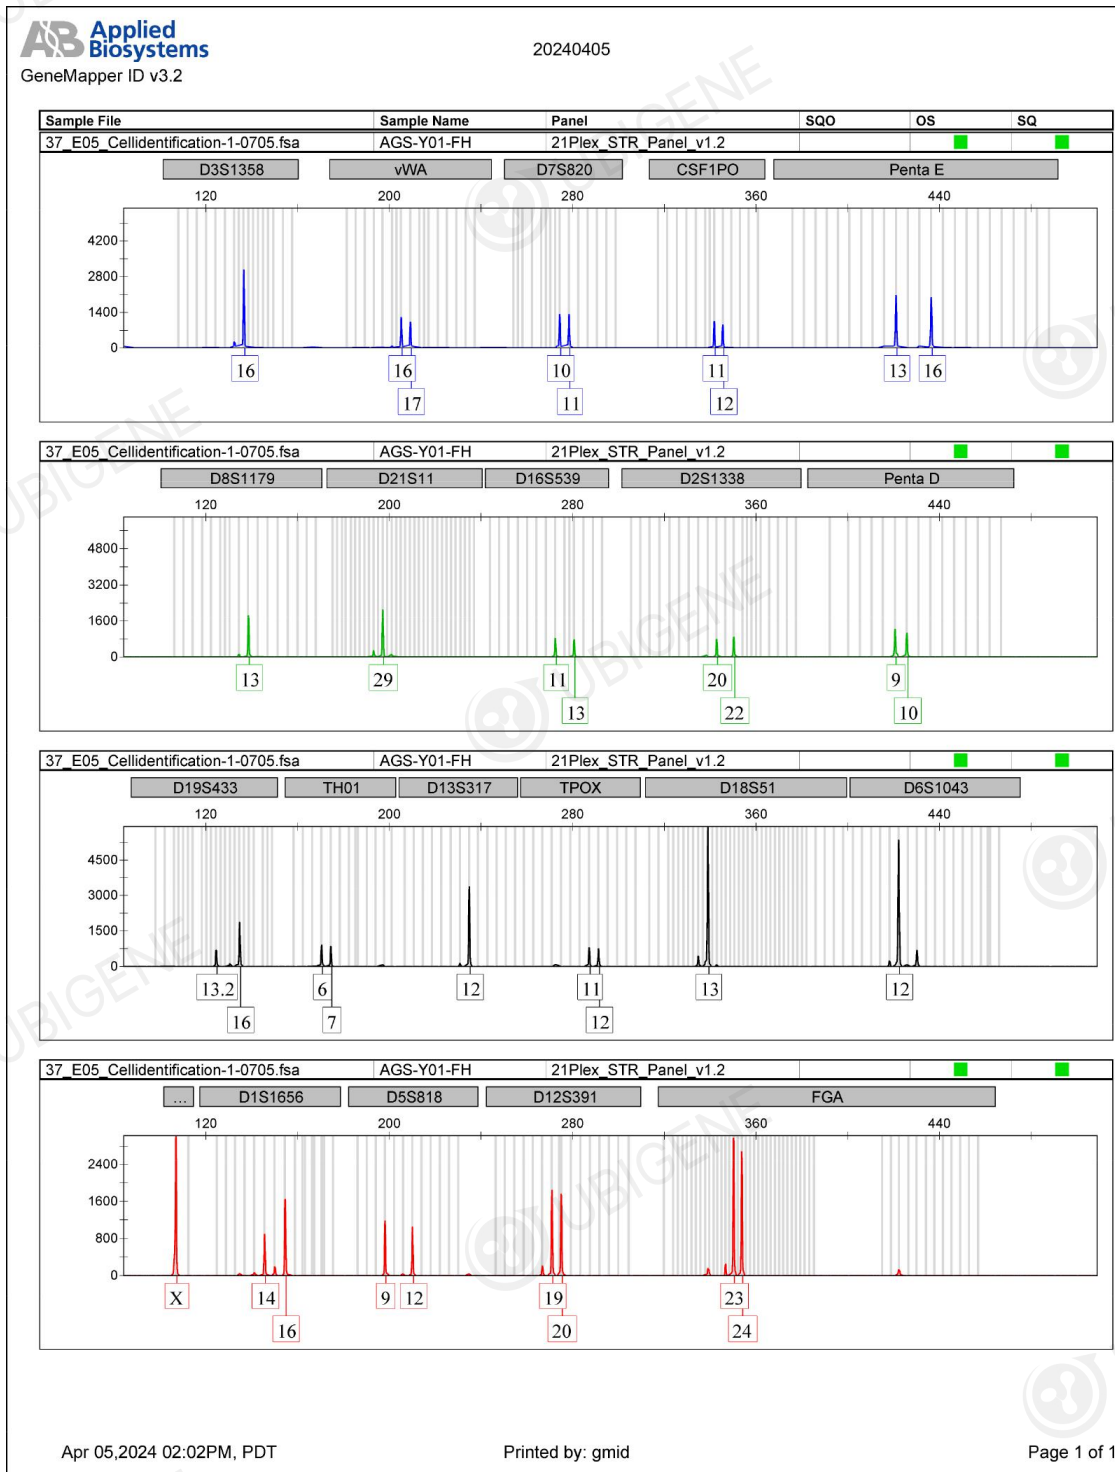 AB Applied
Biosystems
20240405
GeneMapper ID v3.2
Sample File Sample Name Panel SQO OS SQ
37_E05_Cellidentification-1-0705.fsa AGS-Y01-FH 21Plex_STR_Panel_v1.2
D3S1358 vWA D7S820 CSF1PO Penta E
120 200 280 360 440
4200
2800
1400
0
16 16 10 11 13 16
17 11 12
37_E05_Cellidentification-1-0705.fsa AGS-Y01-FH 21Plex_STR_Panel_v1.2
D8S1179 D21S11 D16S539 D2S1338 Penta D
120 200 280 360 440
4800
3200
1600
0
13 29 11 20 9
13 22 10
37_E05_Cellidentification-1-0705.fsa AGS-Y01-FH 21Plex_STR_Panel_v1.2
D19S433 TH01 D13S317 TPOX D18S51 D6S1043
120 200 280 360 440
4500
3000
1500
0
13.2 6 12 11 13 12
16 7 12
37_E05_Cellidentification-1-0705.fsa AGS-Y01-FH 21Plex_STR_Panel_v1.2
... D1S1656 D5S818 D12S391 FGA
120 200 280 360 440
2400
1600
800
0
X 14 9 12 19 23
16 20 24
Apr 05,2024 02:02PM, PDT Printed by: gmid Page 1 of 1
UBIGENE
UBIGENE
UBIGENE
UBIGENE
UBIGENE
UBIGENE